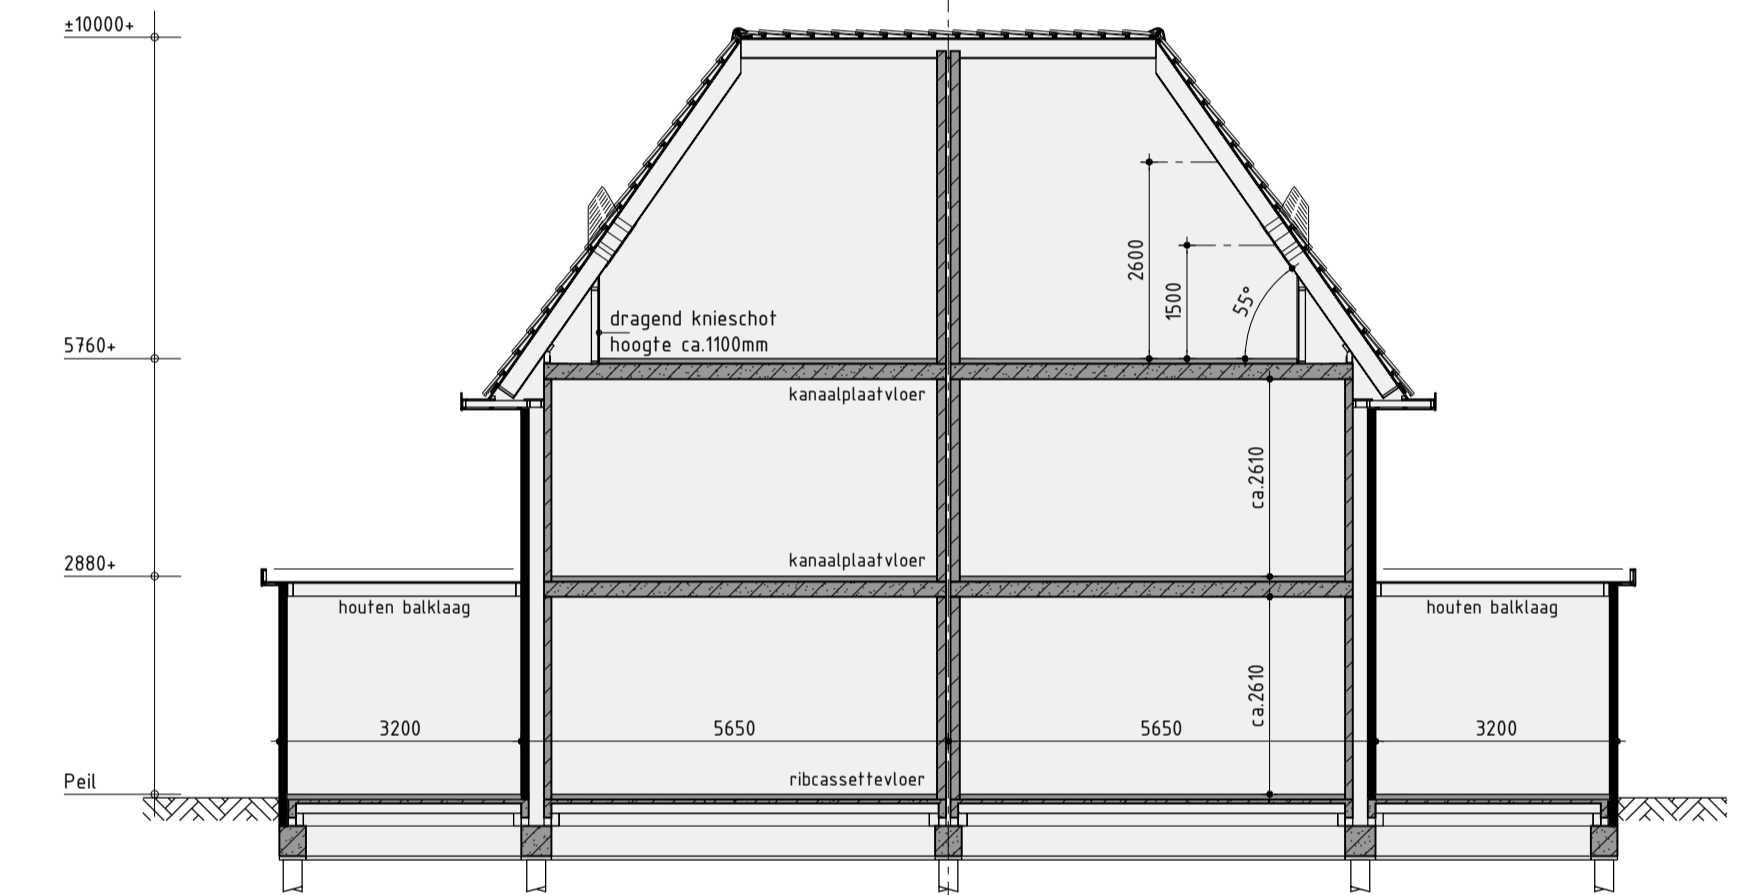 ±10000+
2600
1500
55°
dragend knieschot
hoogte ca.1100mm
5760+
kanaalplaatvloer
ca.2610
kanaalplaatvloer
2880+
houten balklaag
houten balklaag
ca.2610
3200
5650
5650
3200
Peil
ribcassettevloer